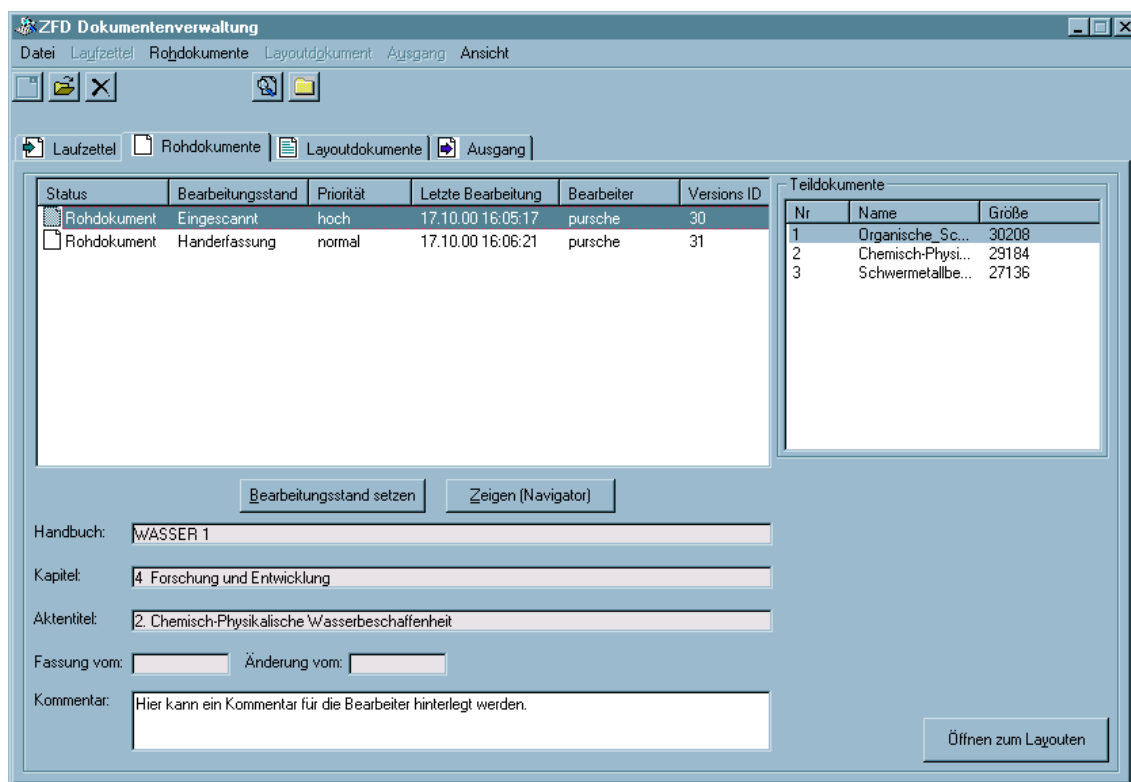 ZFD Dokumentenverwaltung
Datei Laufzettel Rohdokumente Layoutdokument Ausgang Ansicht
Laufzettel Rohdokumente Layoutdokumente Ausgang
Status Bearbeitungsstand Priorität Letzte Bearbeitung Bearbeiter Versions ID
Rohdokument Eingescannt hoch 17.10.00 16:05:17 pursche 30
Rohdokument Handerfassung normal 17.10.00 16:06:21 pursche 31
Teildokumente
Nr Name Größe
1 Organische_Sc... 30208
2 Chemisch-Physi... 29184
3 Schwermetallbe... 27136
Bearbeitungsstand setzen Zeigen (Navigator)
Handbuch: WASSER 1
Kapitel: 4 Forschung und Entwicklung
Aktentitel: 2. Chemisch-Physikalische Wasserbeschaffenheit
Fassung vom: Änderung vom:
Kommentar: Hier kann ein Kommentar für die Bearbeiter hinterlegt werden.
Öffnen zum Layouten